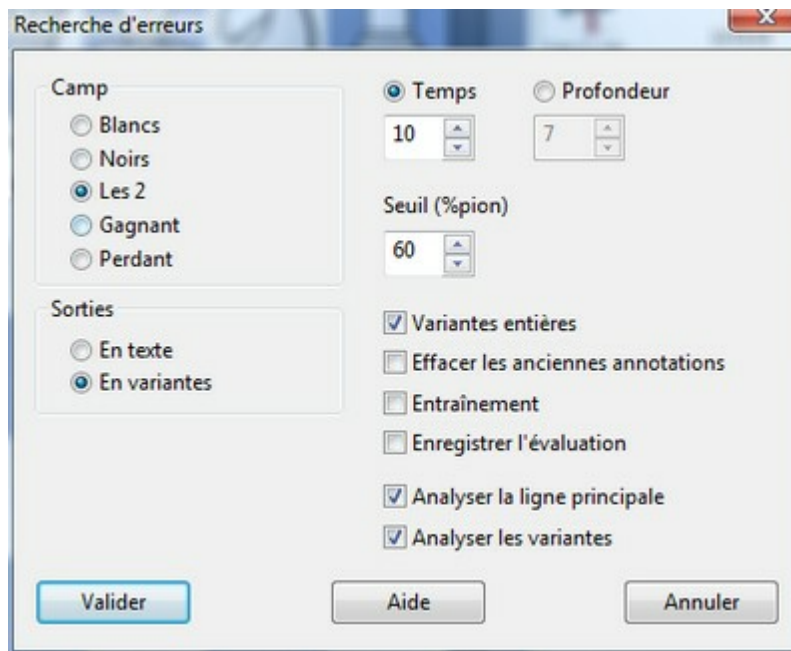 Recherche d'erreurs
Camp
Blancs
Noirs
Les 2
Gagnant
Perdant
Sorties
En texte
En variantes
Temps
Profondeur
10
7
Seuil (%pion)
60
Variantes entières
Effacer les anciennes annotations
Entraînement
Enregistrer l'évaluation
Analyser la ligne principale
Analyser les variantes
Valider
Aide
Annuler